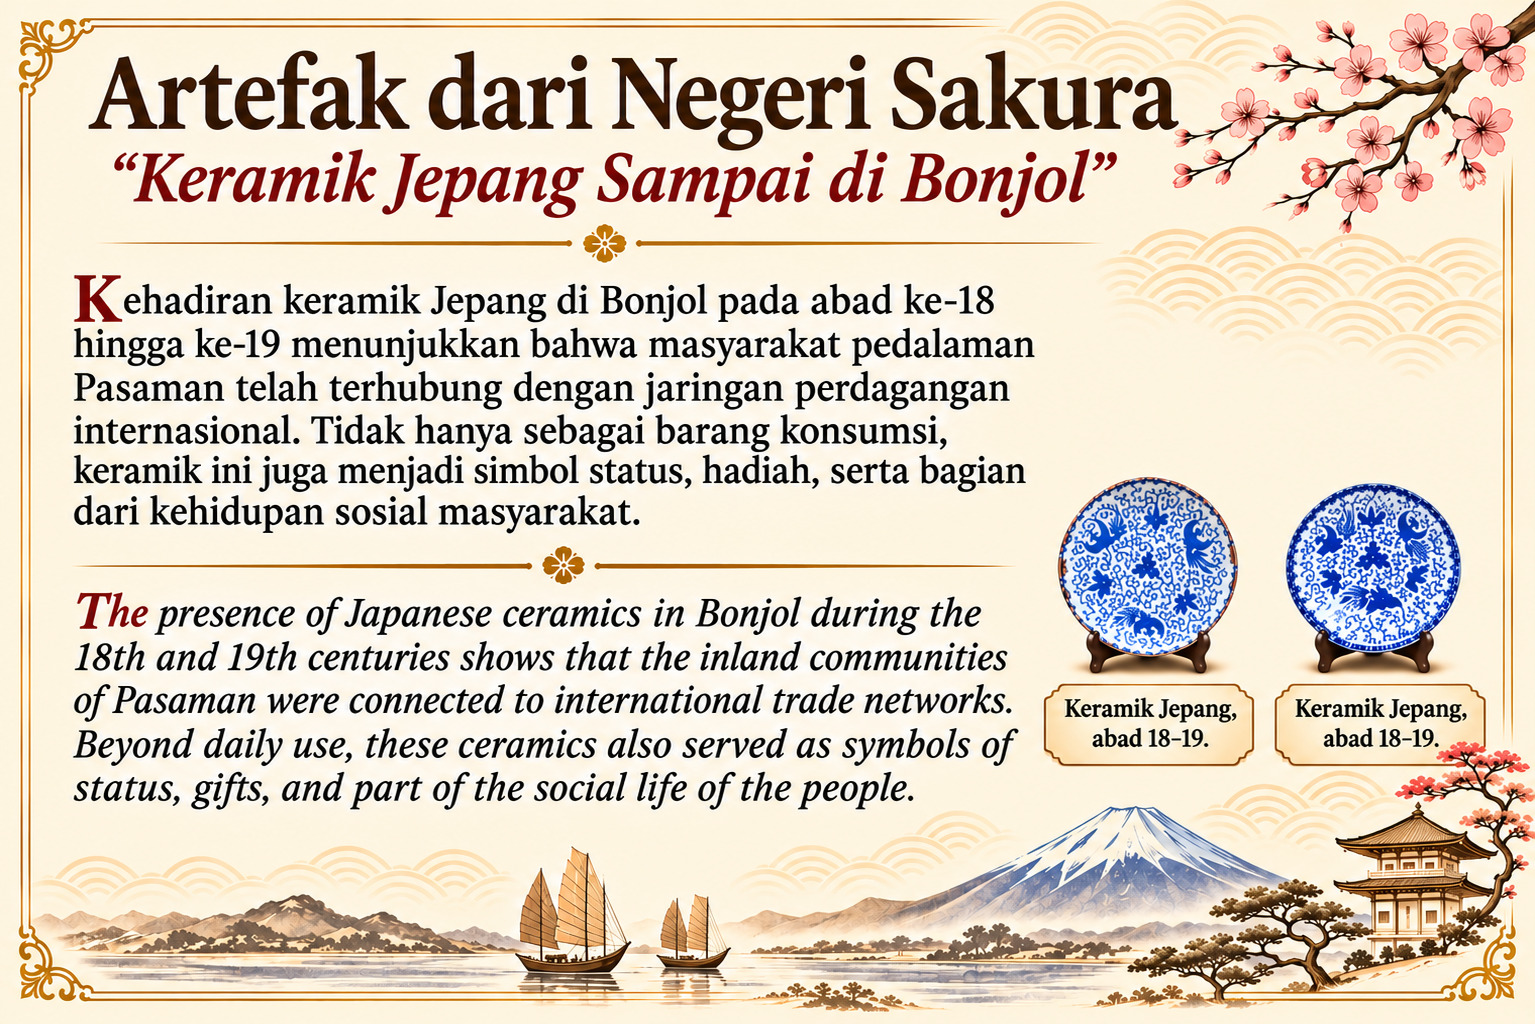 Artefak dari Negeri Sakura
“Keramik Jepang Sampai di Bonjol”
Kehadiran keramik Jepang di Bonjol pada abad ke-18
hingga ke-19 menunjukkan bahwa masyarakat pedalaman
Pasaman telah terhubung dengan jaringan perdagangan
internasional. Tidak hanya sebagai barang konsumsi,
keramik ini juga menjadi simbol status, hadiah, serta bagian
dari kehidupan sosial masyarakat.
The presence of Japanese ceramics in Bonjol during the
18th and 19th centuries shows that the inland communities
of Pasaman were connected to international trade networks.
Beyond daily use, these ceramics also served as symbols of
status, gifts, and part of the social life of the people.
Keramik Jepang,
abad 18–19.
Keramik Jepang,
abad 18–19.